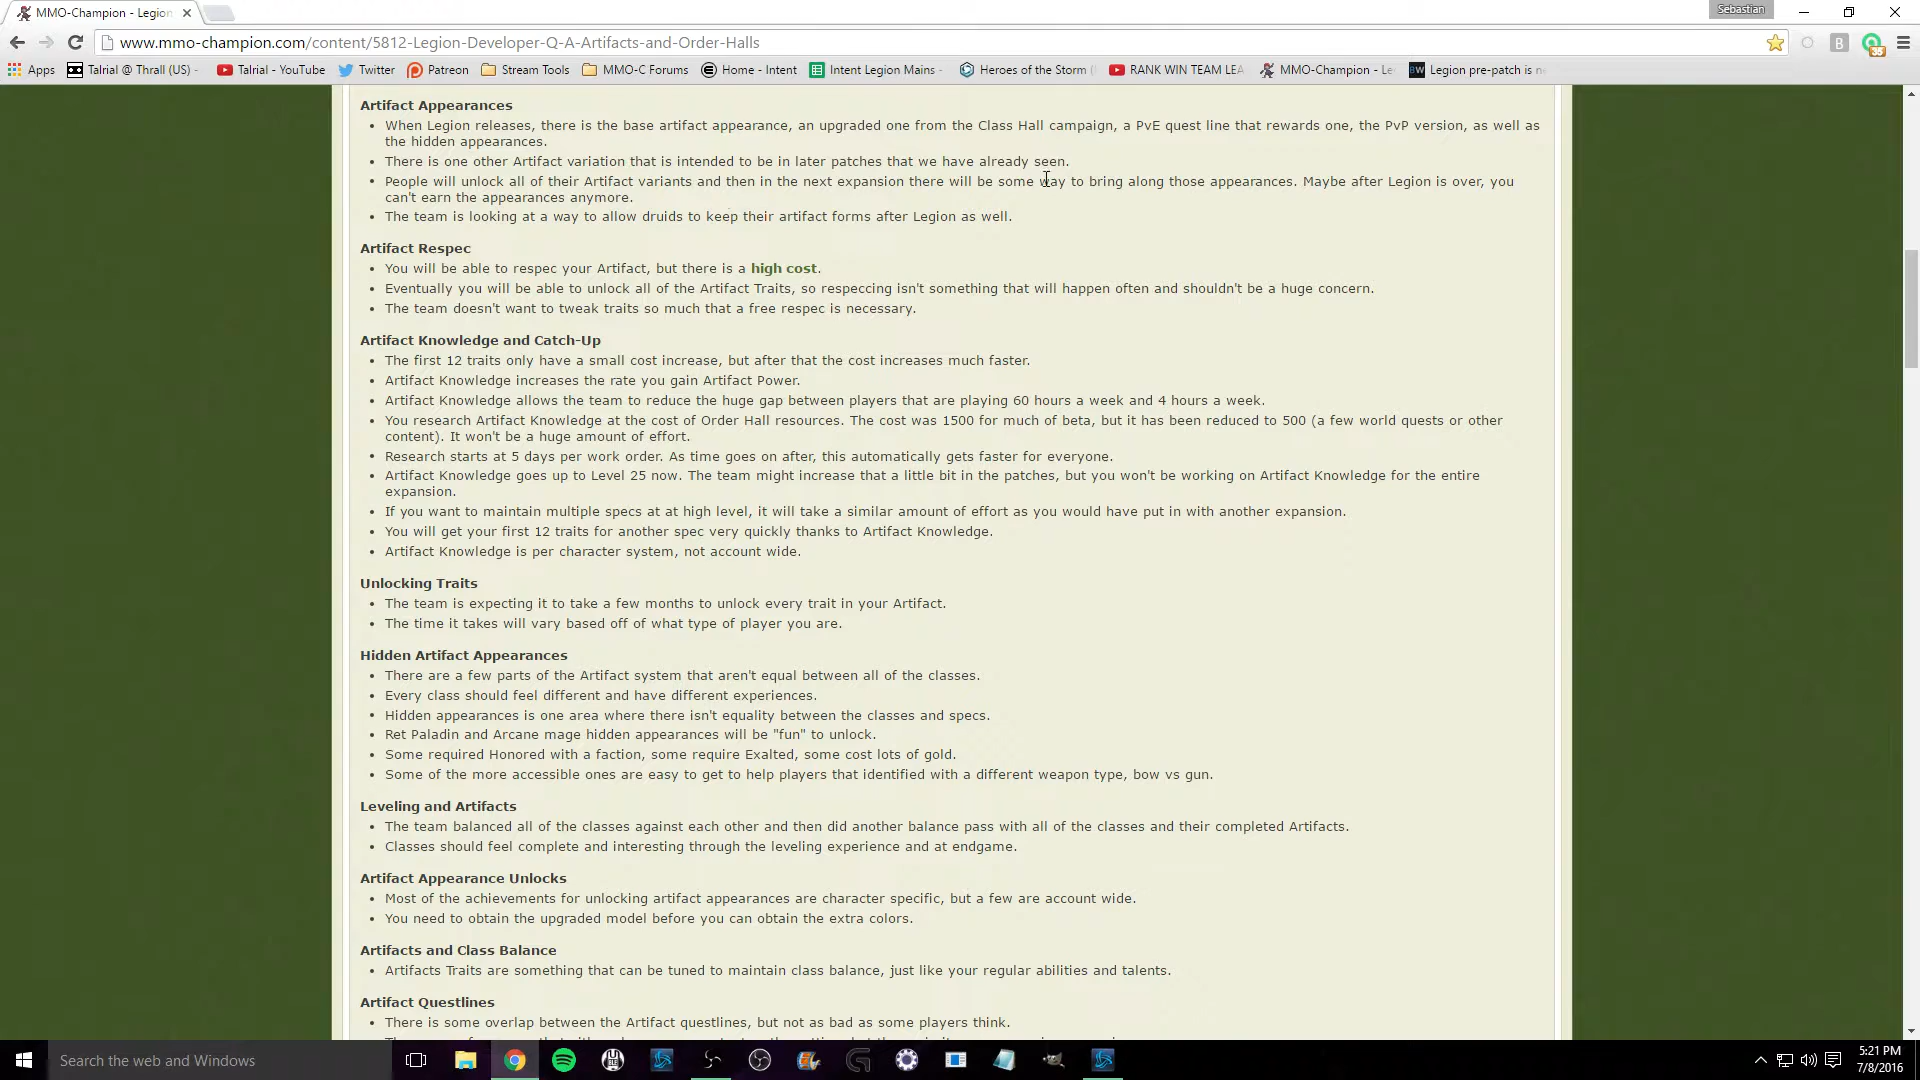 MMO-Champion - Legion
Sebastian
www.mmo-champion.com/content/5812-Legion-Developer-Q-A-Artifacts-and-Order-Halls
B
35
Apps
Talrial @ Thrall (US) -
Talrial - YouTube
Twitter
Patreon
Stream Tools
MMO-C Forums
Home - Intent
Intent Legion Mains -
Heroes of the Storm
RANK WIN TEAM LEA
MMO-Champion - Le
BW
Legion pre-patch is n
Artifact Appearances
• When Legion releases, there is the base artifact appearance, an upgraded one from the Class Hall campaign, a PvE quest line that rewards one, the PvP version, as well as
the hidden appearances.
• There is one other Artifact variation that is intended to be in later patches that we have already seen.
• People will unlock all of their Artifact variants and then in the next expansion there will be some way to bring along those appearances. Maybe after Legion is over, you
can't earn the appearances anymore.
• The team is looking at a way to allow druids to keep their artifact forms after Legion as well.
Artifact Respec
• You will be able to respec your Artifact, but there is a high cost.
• Eventually you will be able to unlock all of the Artifact Traits, so respeccing isn't something that will happen often and shouldn't be a huge concern.
• The team doesn't want to tweak traits so much that a free respec is necessary.
Artifact Knowledge and Catch-Up
• The first 12 traits only have a small cost increase, but after that the cost increases much faster.
• Artifact Knowledge increases the rate you gain Artifact Power.
• Artifact Knowledge allows the team to reduce the huge gap between players that are playing 60 hours a week and 4 hours a week.
• You research Artifact Knowledge at the cost of Order Hall resources. The cost was 1500 for much of beta, but it has been reduced to 500 (a few world quests or other
content). It won't be a huge amount of effort.
• Research starts at 5 days per work order. As time goes on after, this automatically gets faster for everyone.
• Artifact Knowledge goes up to Level 25 now. The team might increase that a little bit in the patches, but you won't be working on Artifact Knowledge for the entire
expansion.
• If you want to maintain multiple specs at at high level, it will take a similar amount of effort as you would have put in with another expansion.
• You will get your first 12 traits for another spec very quickly thanks to Artifact Knowledge.
• Artifact Knowledge is per character system, not account wide.
Unlocking Traits
• The team is expecting it to take a few months to unlock every trait in your Artifact.
• The time it takes will vary based off of what type of player you are.
Hidden Artifact Appearances
• There are a few parts of the Artifact system that aren't equal between all of the classes.
• Every class should feel different and have different experiences.
• Hidden appearances is one area where there isn't equality between the classes and specs.
• Ret Paladin and Arcane mage hidden appearances will be "fun" to unlock.
• Some required Honored with a faction, some require Exalted, some cost lots of gold.
• Some of the more accessible ones are easy to get to help players that identified with a different weapon type, bow vs gun.
Leveling and Artifacts
• The team balanced all of the classes against each other and then did another balance pass with all of the classes and their completed Artifacts.
• Classes should feel complete and interesting through the leveling experience and at endgame.
Artifact Appearance Unlocks
• Most of the achievements for unlocking artifact appearances are character specific, but a few are account wide.
• You need to obtain the upgraded model before you can obtain the extra colors.
Artifacts and Class Balance
• Artifacts Traits are something that can be tuned to maintain class balance, just like your regular abilities and talents.
Artifact Questlines
• There is some overlap between the Artifact questlines, but not as bad as some players think.
Search the web and Windows
5:21 PM
7/8/2016